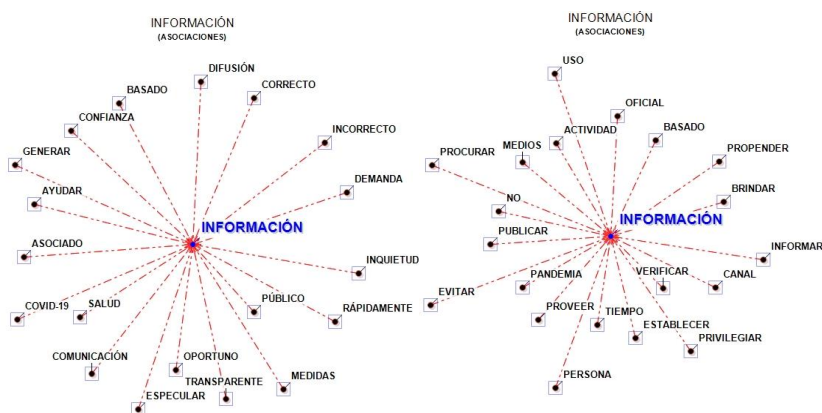 INFORMACIÓN
(ASOCIACIONES)
DIFUSIÓN
BASADO
CORRECTO
CONFIANZA
INCORRECTO
GENERAR
DEMANDA
AYUDAR
INFORMACIÓN
ASOCIADO
INQUIETUD
COVID-19
SALUD
PÚBLICO
RÁPIDAMENTE
COMUNICACIÓN
OPORTUNO
TRANSPARENTE
MEDIDAS
ESPECULAR
INFORMACIÓN
(ASOCIACIONES)
USO
OFICIAL
ACTIVIDAD
BASADO
MEDIOS
PROCURAR
PROPENDER
NO
BRINDAR
INFORMACIÓN
PUBLICAR
INFORMAR
PANDEMIA
VERIFICAR
CANAL
EVITAR
PROVEER
TIEMPO
ESTABLECER
PRIVILEGIAR
PERSONA